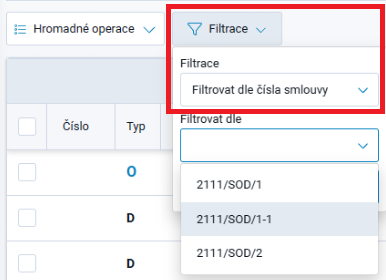 Hromadné operace
Filtrace
Filtrace
Filtrovat dle čísla smlouvy
Číslo
Typ
Filtrovat dle
O
2111/SOD/1
D
2111/SOD/1-1
D
2111/SOD/2